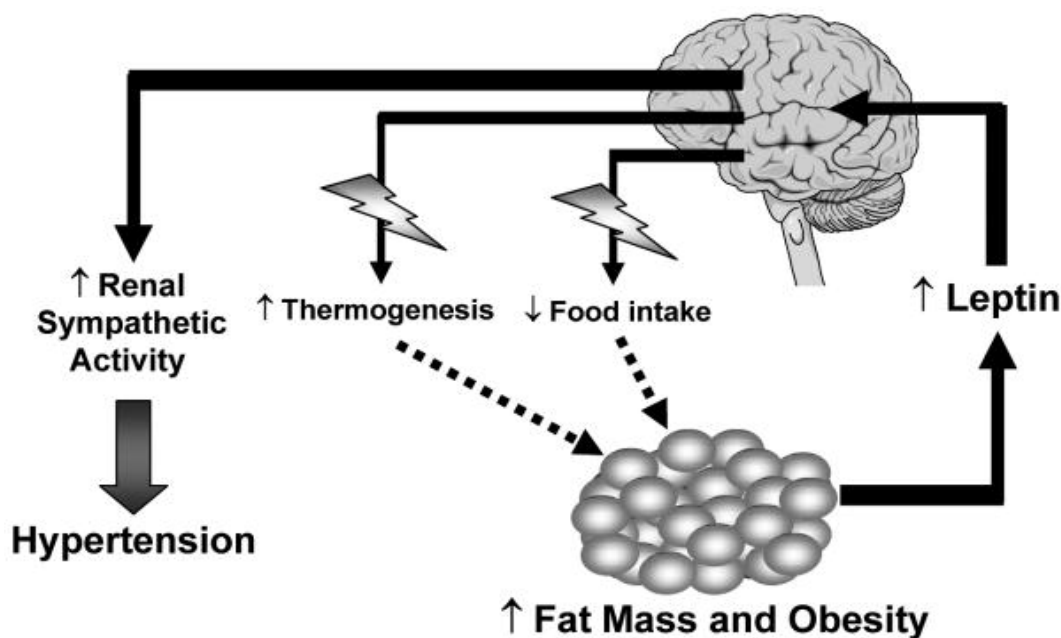 ↑ Renal
Sympathetic
Activity
↑ Thermogenesis
↓ Food intake
↑ Leptin
Hypertension
↑ Fat Mass and Obesity